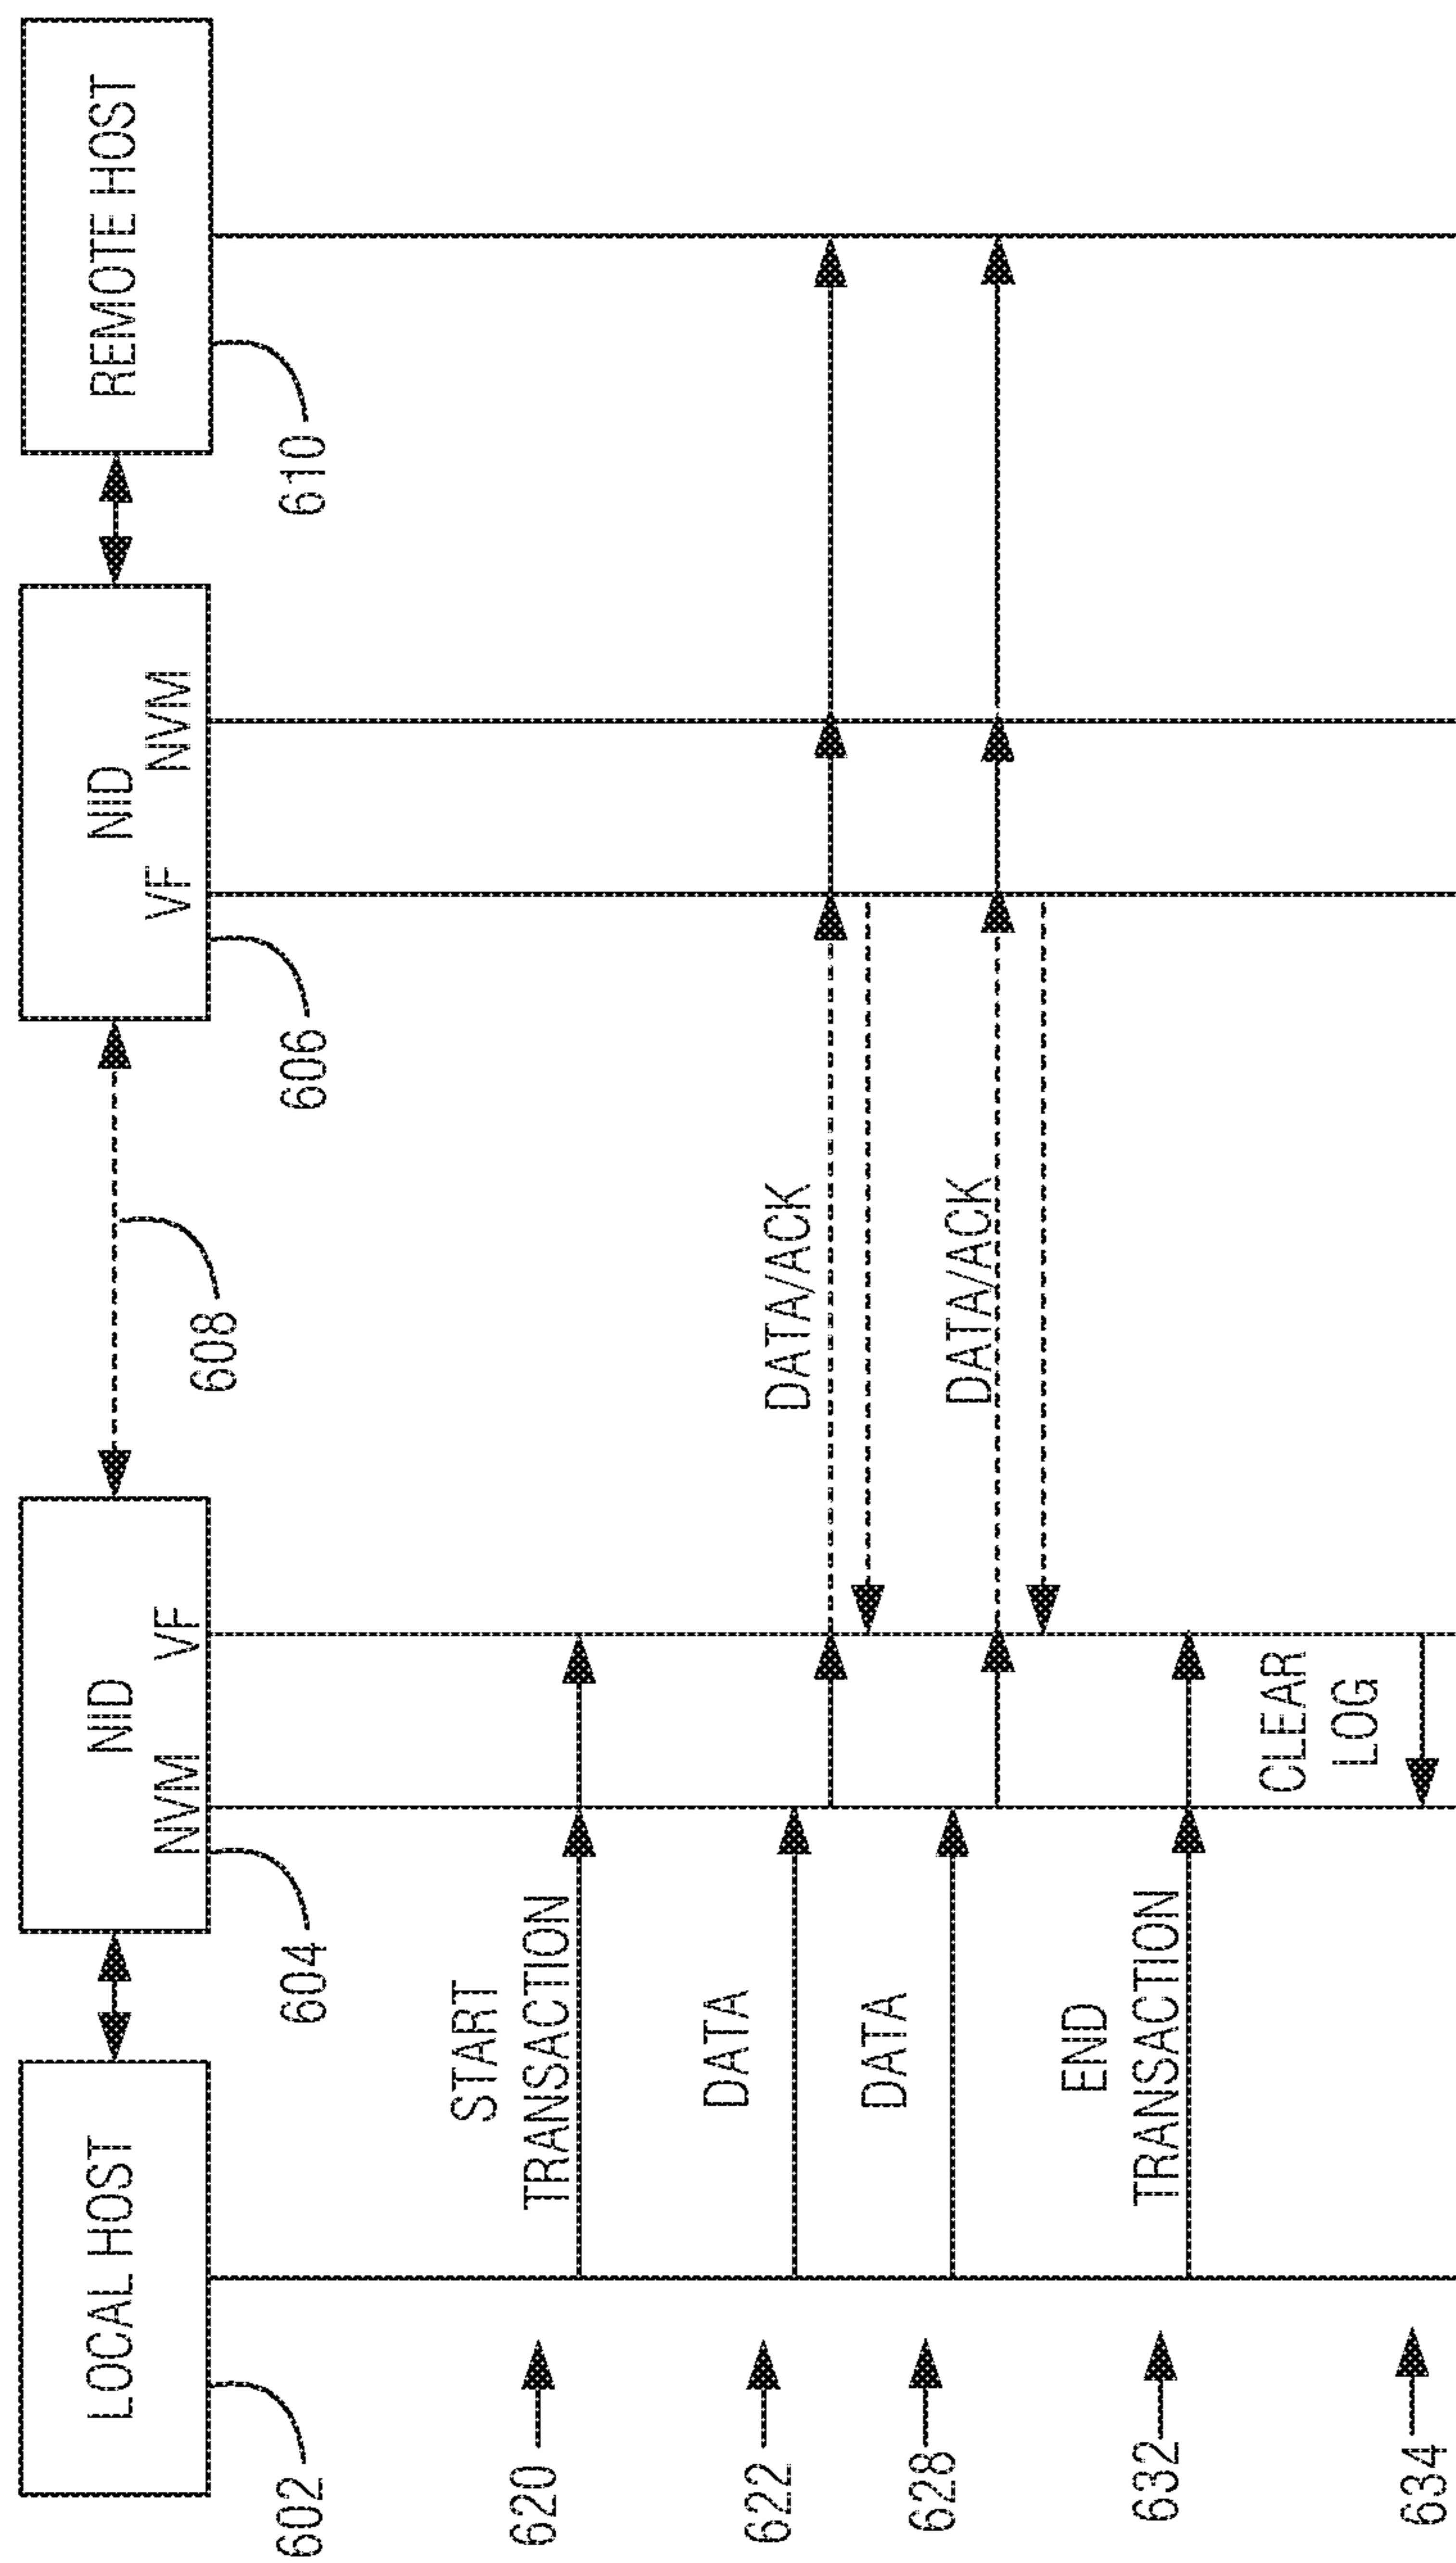 LOCAL HOST
NID
NVM VF
NID
VF NVM
REMOTE HOST
602
604
608
606
610
620
START
TRANSACTION
622
DATA
DATA/ACK
628
DATA
DATA/ACK
632
END
TRANSACTION
CLEAR
LOG
634